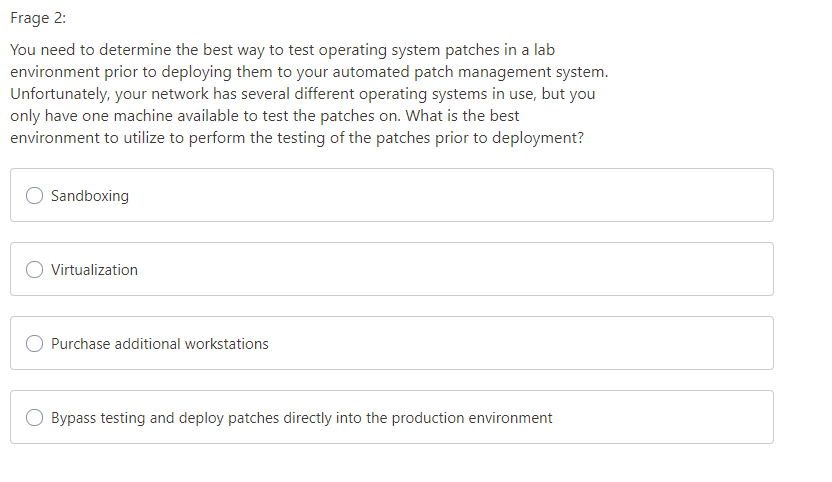 Frage 2:
You need to determine the best way to test operating system patches in a lab
environment prior to deploying them to your automated patch management system.
Unfortunately, your network has several different operating systems in use, but you
only have one machine available to test the patches on. What is the best
environment to utilize to perform the testing of the patches prior to deployment?
Sandboxing
Virtualization
Purchase additional workstations
Bypass testing and deploy patches directly into the production environment